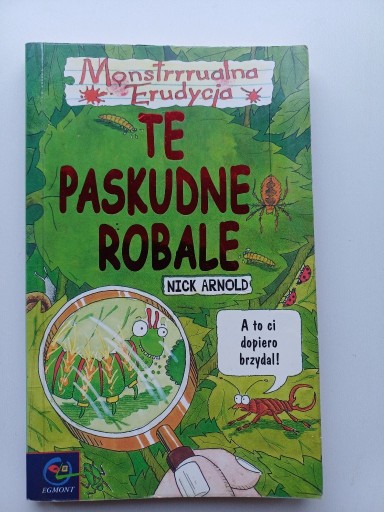 Monstrrrualna
Erudycja
TE
PASKUDNE
ROBALE
NICK ARNOLD
A to ci
dopiero
brzydal!
EGMONT